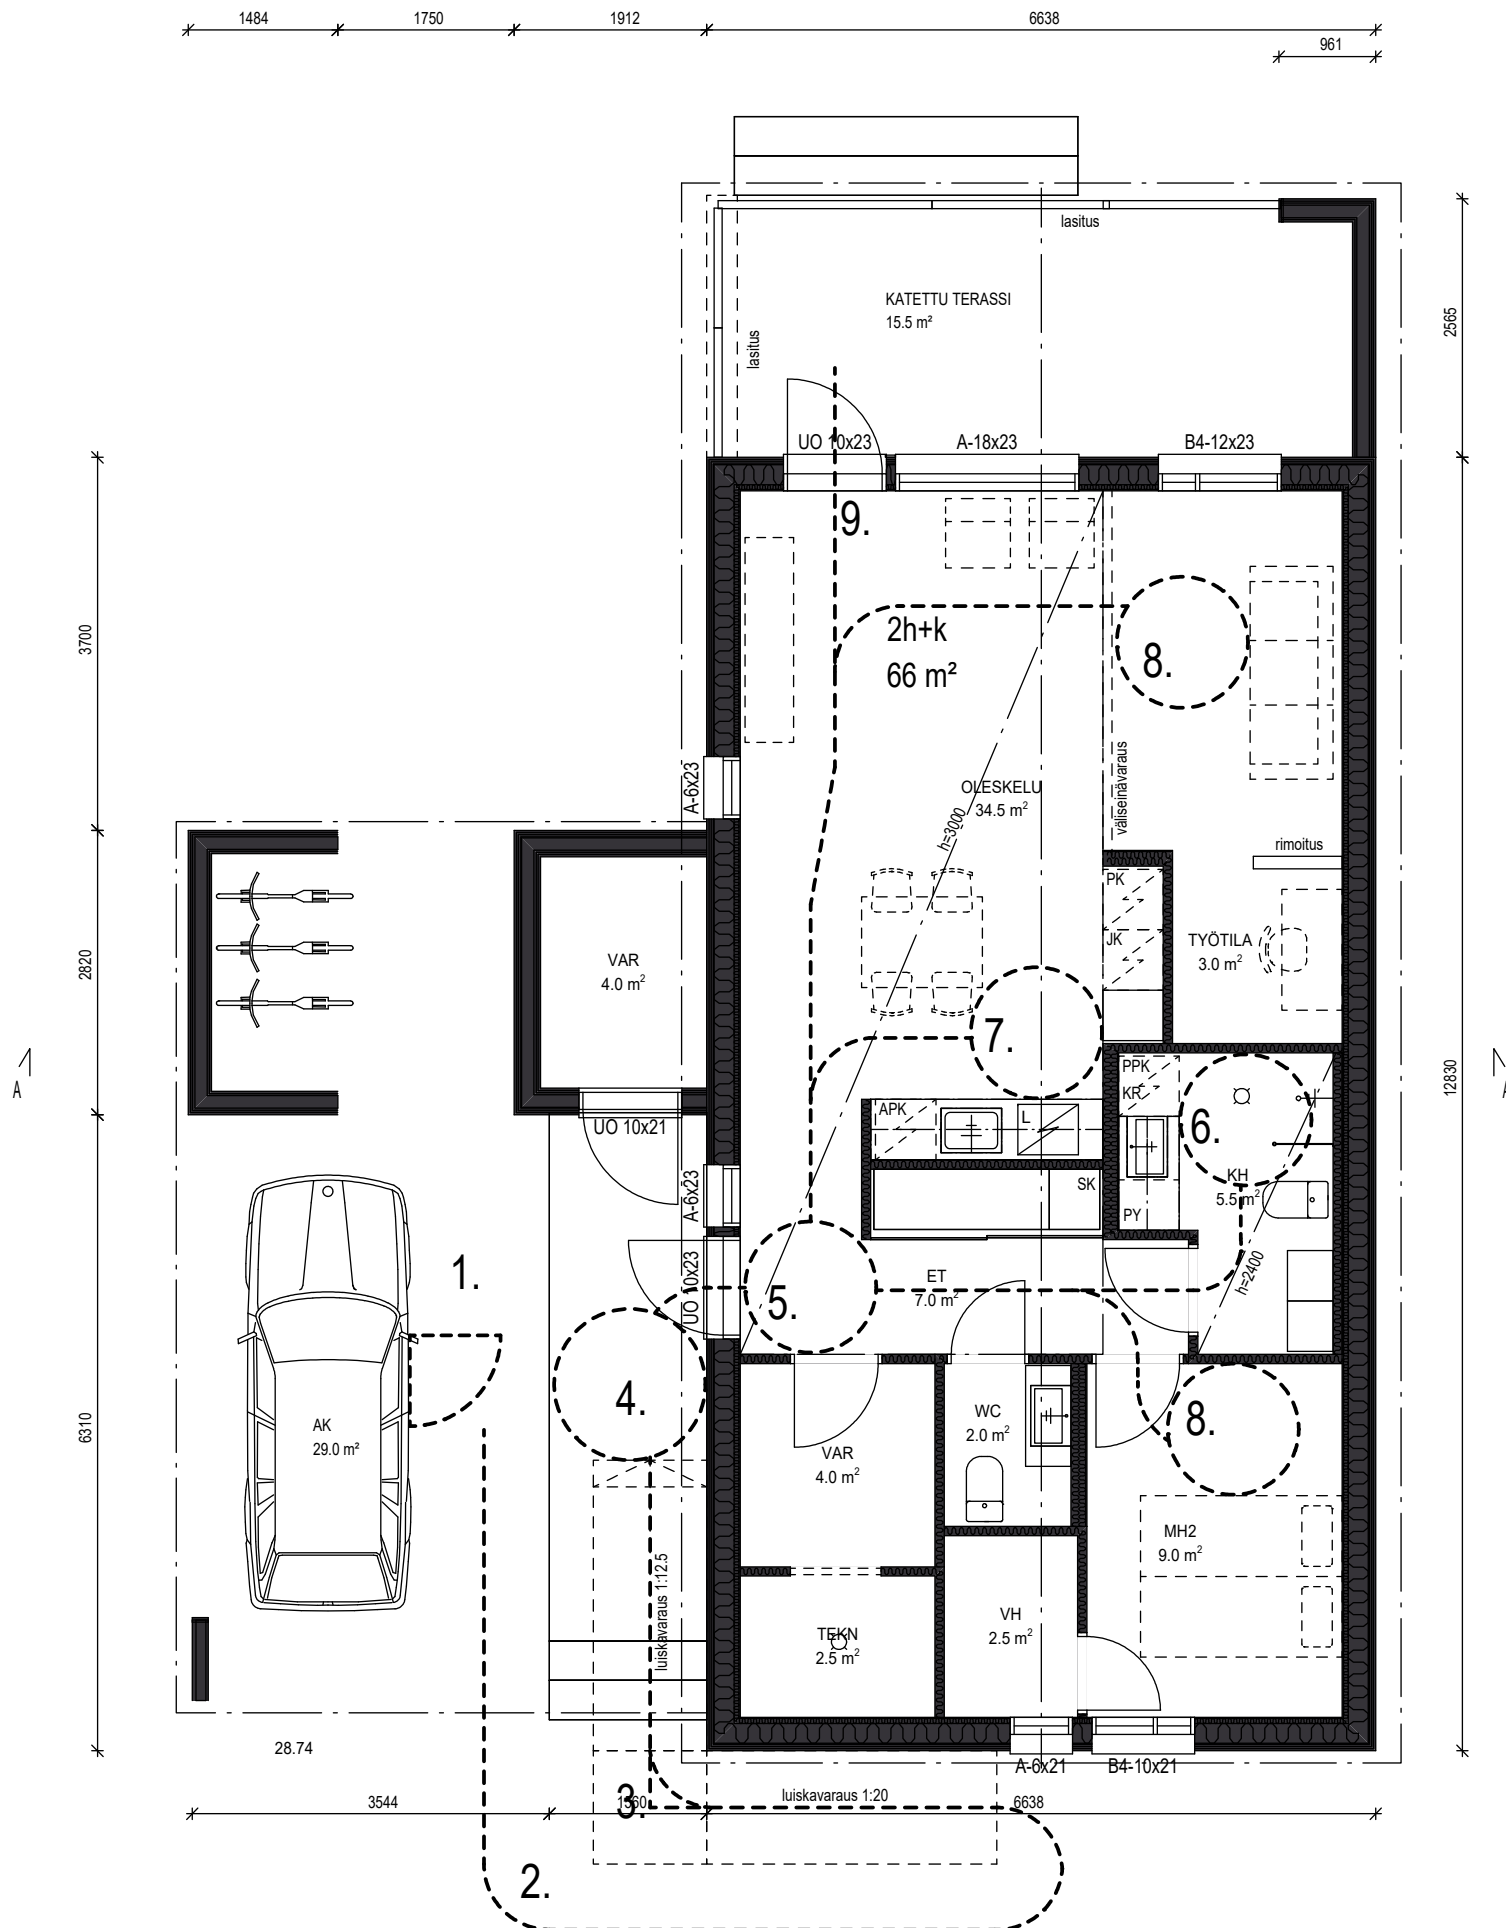 1484
1750
1912
6638
961
lasitus
KATETTU TERASSI
15.5 m²
lasitus
2565
UO 10x23
A-18x23
B4-12x23
9.
2h+k
66 m²
8.
3700
A-6x23
OLESKELU
34.5 m²
h=3000
väliseinävaraus
rimoitus
PK
JK
TYÖTILA
3.0 m²
VAR
4.0 m²
2820
7.
A
A
12830
PPK
KR
6.
APK
L
UO 10x21
KH
5.5 m²
A-6x23
SK
PY
1.
UO 10x23
5.
ET
7.0 m²
h=2400
4.
AK
29.0 m²
6310
VAR
4.0 m²
WC
2.0 m²
8.
MH2
9.0 m²
luiskavaraus 1:12.5
TEKN
2.5 m²
VH
2.5 m²
28.74
A-6x21
B4-10x21
3544
1560
3.
luiskavaraus 1:20
6638
2.